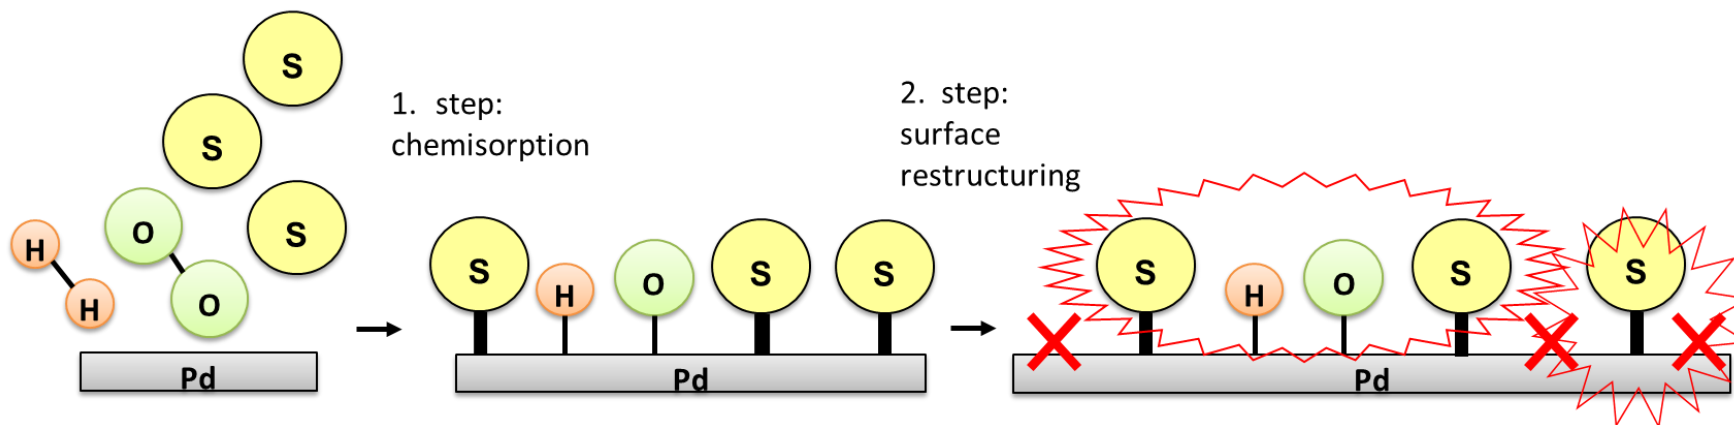 S
S
S
O
O
H
H
Pd
1. step:
chemisorption
S
H
O
S
S
Pd
2. step:
surface
restructuring
S
H
O
S
S
Pd